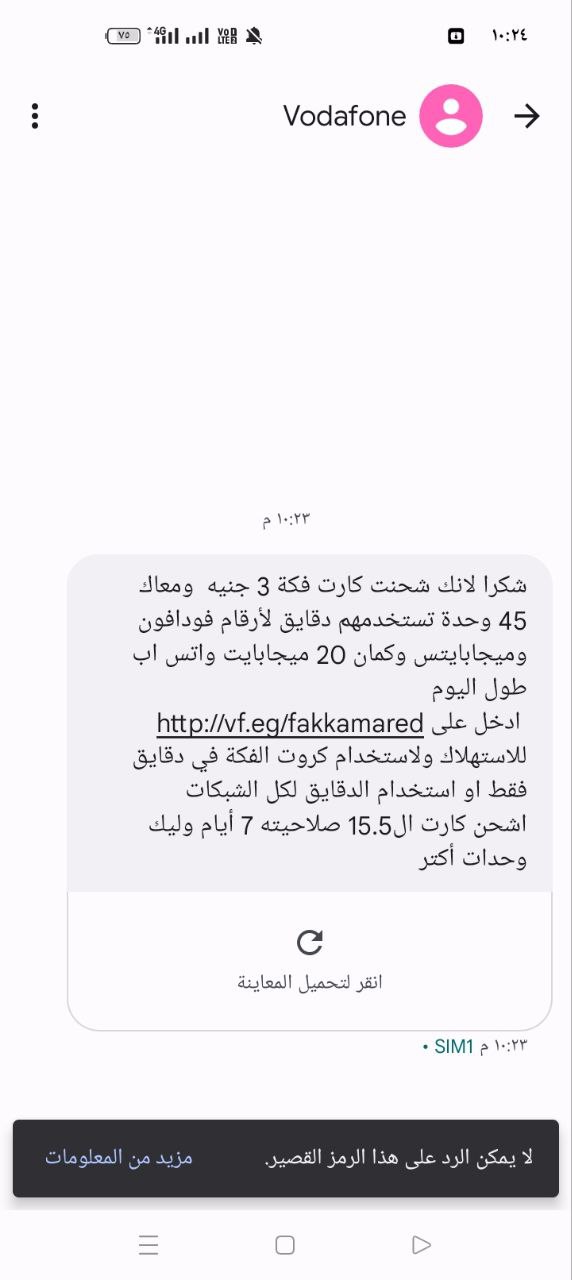 ١٠:٢٤
٧٥
4G
VoD
LTE
Vodafone
١٠:٢٣ م
شكرا لانك شحنت كارت فكة 3 جنيه ومعاك
45 وحدة تستخدمهم دقايق لأرقام فودافون
وميجابايتس وكمان 20 ميجابايت واتس اب
طول اليوم
ادخل على http://vf.eg/fakkamared
للاستهلاك ولاستخدام كروت الفكة في دقايق
فقط او استخدام الدقايق لكل الشبكات
اشحن كارت ال15.5 صلاحيته 7 أيام وليك
وحدات أكتر
انقر لتحميل المعاينة
١٠:٢٣ م SIM1 •
لا يمكن الرد على هذا الرمز القصير. مزيد من المعلومات